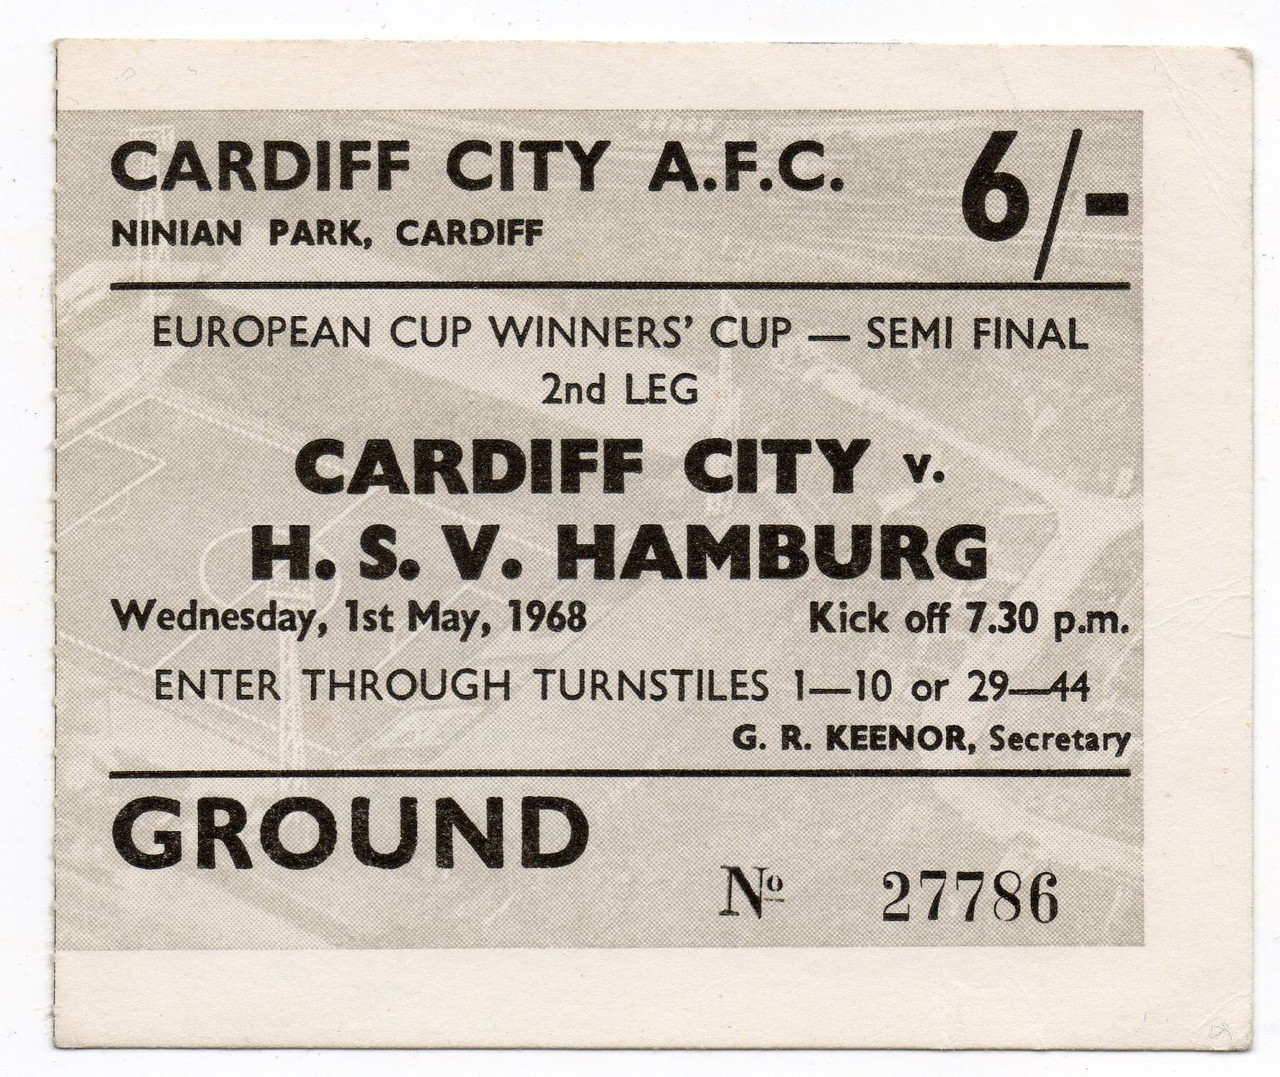 CARDIFF CITY A.F.C. 6/-
NINIAN PARK, CARDIFF
EUROPEAN CUP WINNERS' CUP — SEMI FINAL
2nd LEG
CARDIFF CITY v.
H. S. V. HAMBURG
Wednesday, 1st May, 1968 Kick off 7.30 p.m.
ENTER THROUGH TURNSTILES 1—10 or 29—44
G. R. KEENOR, Secretary
GROUND
Nº 27786